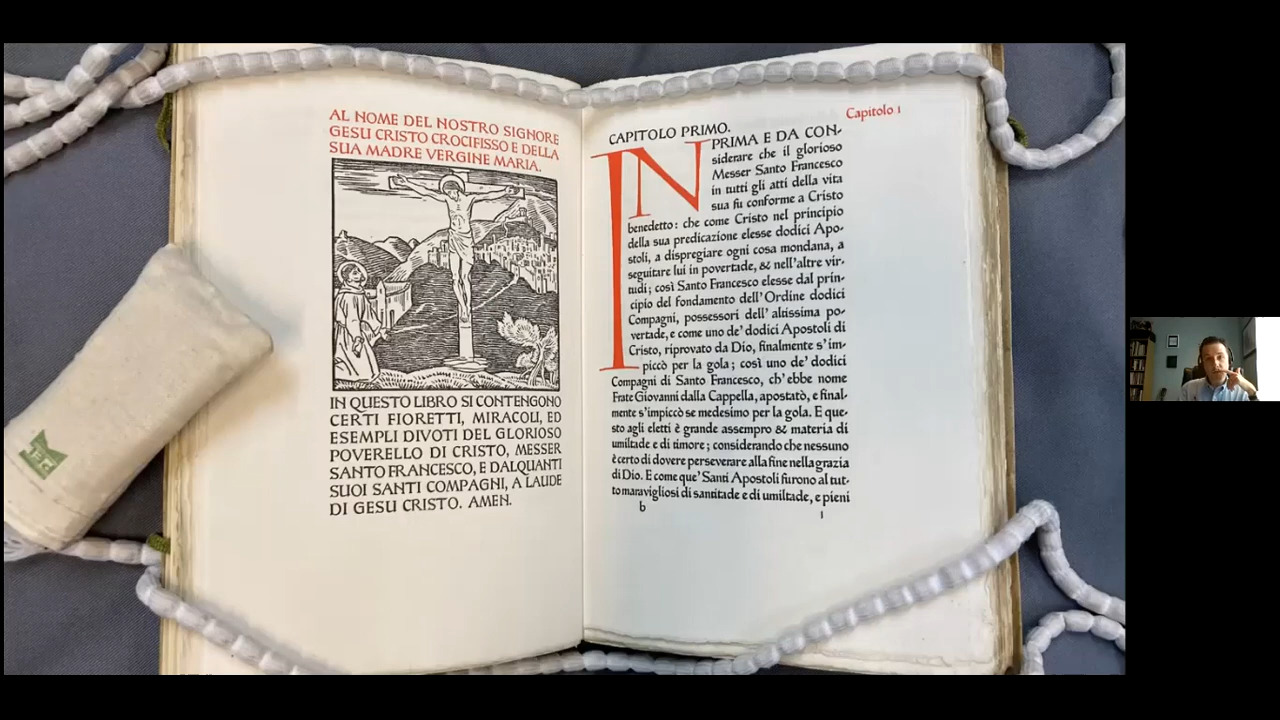 AL NOME DEL NOSTRO SIGNORE
GESU CRISTO CROCIFISSO E DELLA
SUA MADRE VERGINE MARIA.
IN QUESTO LIBRO SI CONTENGONO
CERTI FIORETTI, MIRACOLI, ED
ESEMPLI DIVOTI DEL GLORIOSO
POVERELLO DI CRISTO, MESSER
SANTO FRANCESCO, E DALQUANTI
SUOI SANTI COMPAGNI, A LAUDE
DI GESU CRISTO. AMEN.
Capitolo 1
CAPITOLO PRIMO.
IN PRIMA E DA CON-
siderare che il glorioso
Messer Santo Francesco
in tutti gli atti della vita
sua fu conforme a Cristo
benedetto: che come Cristo nel principio
della sua predicazione elesse dodici Apo-
stoli, a dispregiare ogni cosa mondana, a
seguitare lui in povertade, & nell'altre vir-
tudi; così Santo Francesco elesse dal prin-
cipio del fondamento dell'Ordine dodici
Compagni, possessori dell'altissima po-
vertade, e come uno de' dodici Apostoli di
Cristo, riprovato da Dio, finalmente s'im-
piccò per la gola; così uno de' dodici
Compagni di Santo Francesco, ch'ebbe nome
Frate Giovanni dalla Cappella, apostatò, e final-
mente s'impiccò se medesimo per la gola. E que-
sto agli eletti è grande assempro & materia di
umiltade e di timore; considerando che nessuno
è certo di dovere perseverare alla fine nella grazia
di Dio. E come que' Santi Apostoli furono al tut-
to maravigliosi di santitade e di umiltade, e pieni
b
1